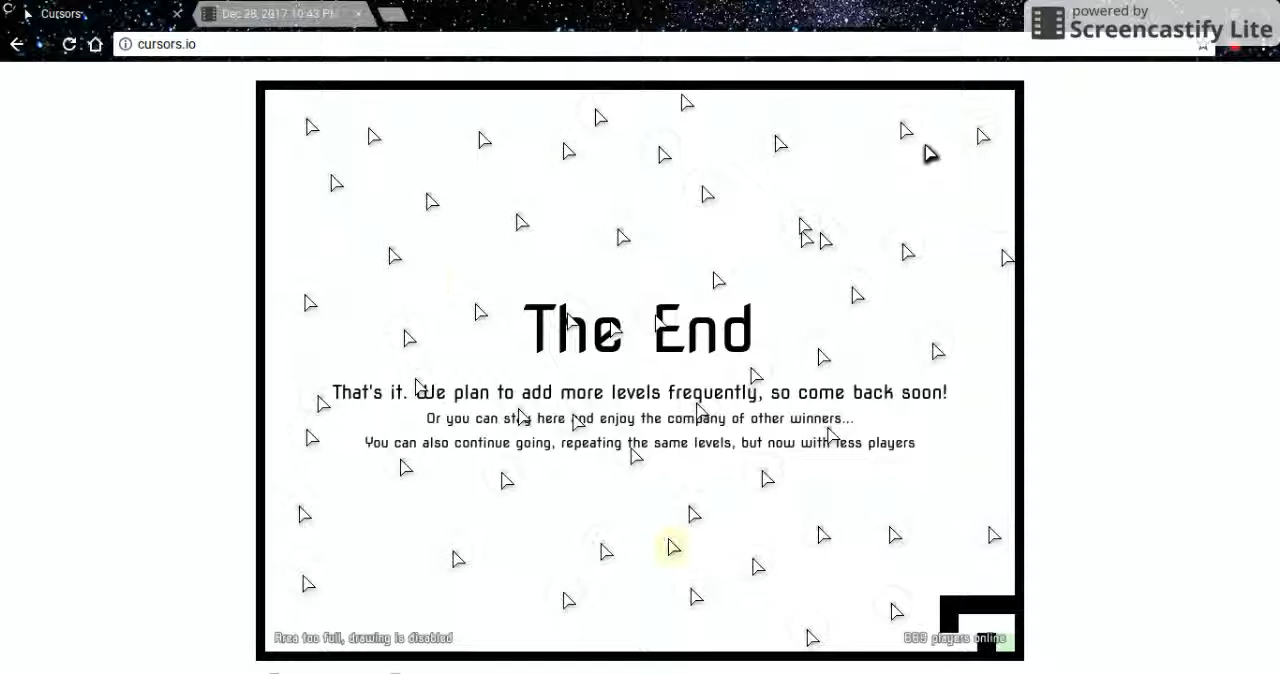 Cursors
Dec 28, 2017 10:43 PM
powered by
Screencastify Lite
cursors.io
The End
That's it. We plan to add more levels frequently, so come back soon!
Or you can stay here and enjoy the company of other winners...
You can also continue going, repeating the same levels, but now with less players
Area too full, drawing is disabled
players online